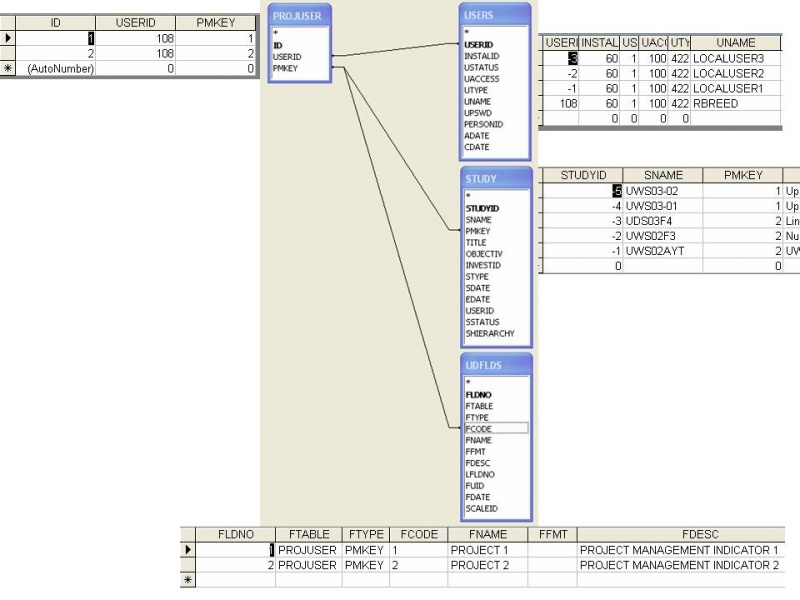 ID USERID PMKEY
1 108 1
2 108 2
(AutoNumber) 0 0
PROJUSER
*
ID
USERID
PMKEY
USERS
*
USERID
INSTALID
USTATUS
UACCESS
UTYPE
UNAME
UPSWD
PERSONID
ADATE
CDATE
USERI INSTAL US UAC UTY UNAME
-3 60 1 100 422 LOCALUSER3
-2 60 1 100 422 LOCALUSER2
-1 60 1 100 422 LOCALUSER1
108 60 1 100 422 RBREED
0 0 0 0
STUDY
*
STUDYID
SNAME
PMKEY
TITLE
OBJECTIV
INVESTID
STYPE
SDATE
EDATE
USERID
SSTATUS
SHIERARCHY
STUDYID SNAME PMKEY
-5 UWS03-02 1 Up
-4 UWS03-01 1 Up
-3 UDS03F4 2 Lin
-2 UWS02F3 2 Nu
-1 UWS02AYT 2 UW
0 0
UDFLDS
*
FLDNO
FTABLE
FTYPE
FCODE
FNAME
FFMT
FDESC
LFLDNO
FUID
FDATE
SCALEID
FLDNO FTABLE FTYPE FCODE FNAME FFMT FDESC
1 PROJUSER PMKEY 1 PROJECT 1 PROJECT MANAGEMENT INDICATOR 1
2 PROJUSER PMKEY 2 PROJECT 2 PROJECT MANAGEMENT INDICATOR 2